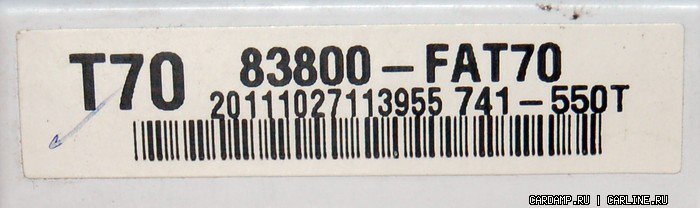 T70 83800-FAT70
20111027113955 741-550T
CARDAMP.RU | CARLINE.RU